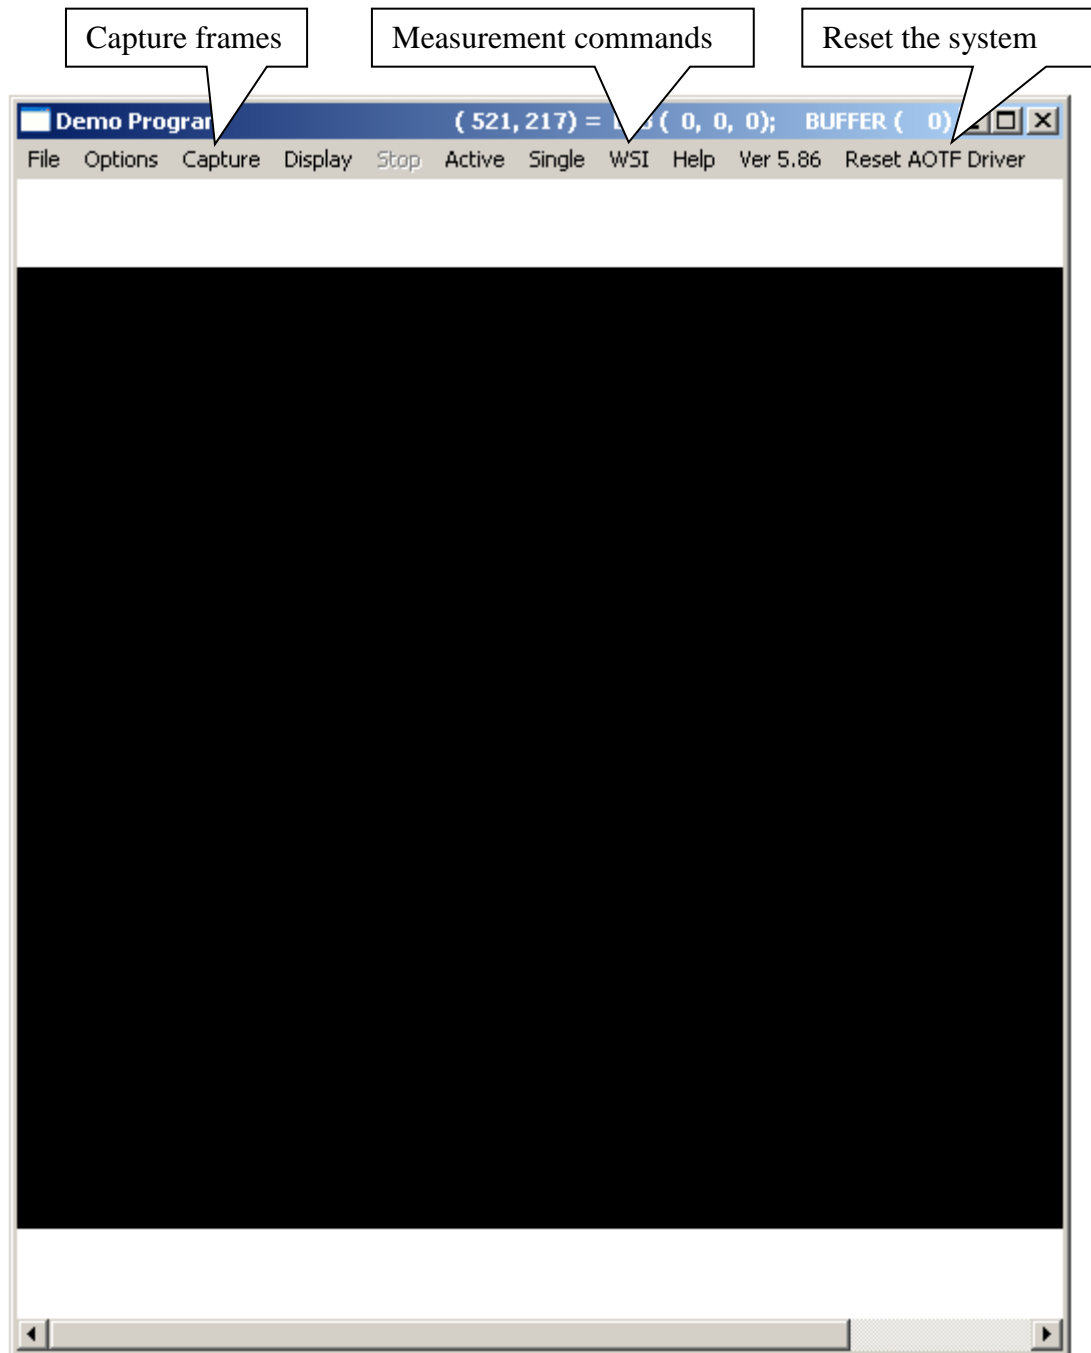 Capture frames Measurement commands Reset the system
Demo Progra ( 521, 217) = ( 0, 0, 0); BUFFER ( 0)
File Options Capture Display Stop Active Single WSI Help Ver 5.86 Reset AOTF Driver